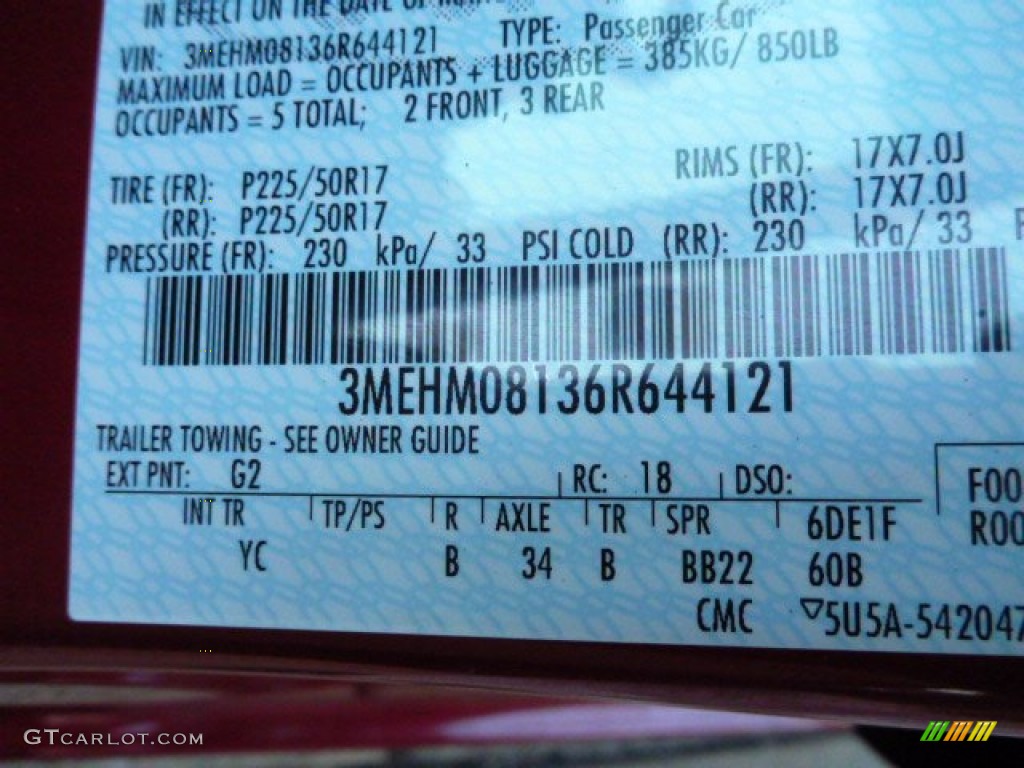 IN EFFECT ON THE DATE OF
VIN: 3MEHM08136R644121 TYPE: Passenger Car
MAXIMUM LOAD = OCCUPANTS + LUGGAGE = 385KG/ 850LB
OCCUPANTS = 5 TOTAL; 2 FRONT, 3 REAR
TIRE (FR): P225/50R17 RIMS (FR): 17X7.0J
(RR): P225/50R17 (RR): 17X7.0J
PRESSURE (FR): 230 kPa/ 33 PSI COLD (RR): 230 kPa/ 33 P
3MEHM08136R644121
TRAILER TOWING - SEE OWNER GUIDE
EXT PNT: G2 RC: 18 DSO: F00
INT TR TP/PS R AXLE TR SPR 6DE1F R00
YC B 34 B BB22 60B
CMC ▽5U5A-542047
GTCARLOT.COM